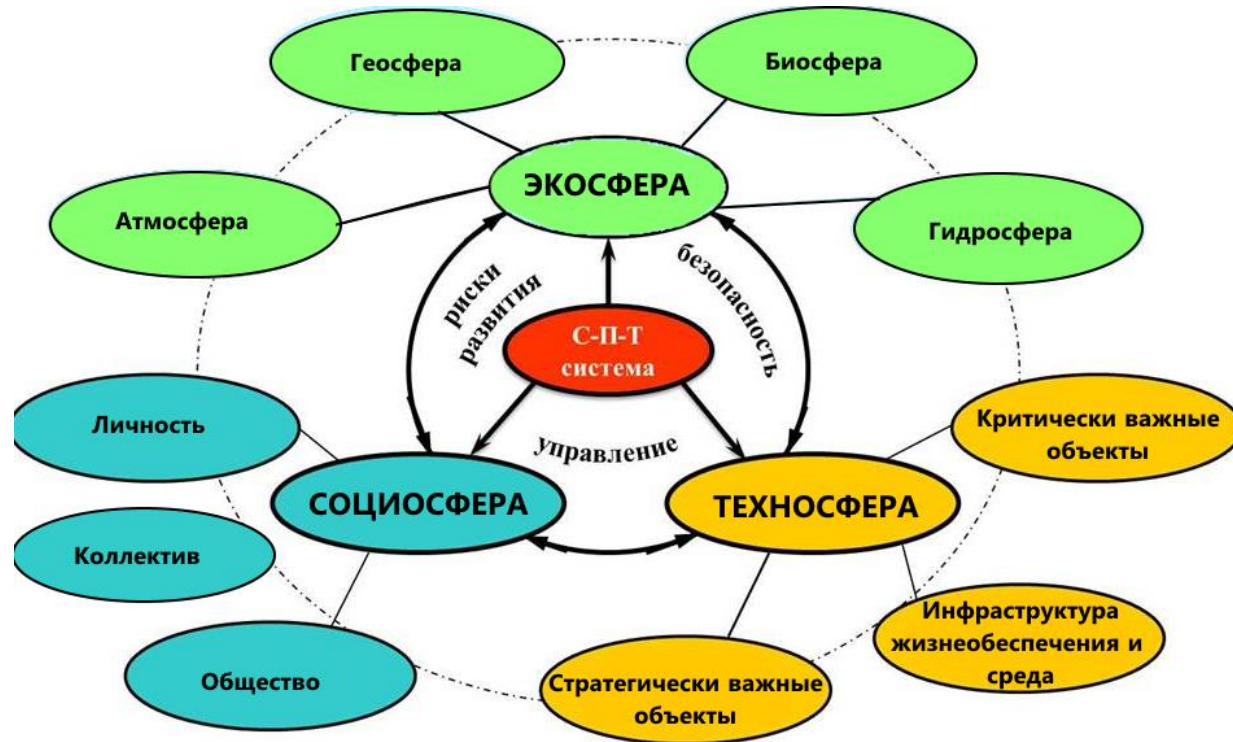 Геосфера
Биосфера
ЭКОСФЕРА
Атмосфера
Гидросфера
риски
развития
безопасность
С-П-Т
система
управление
Личность
Критически важные
объекты
СОЦИОСФЕРА
ТЕХНОСФЕРА
Коллектив
Инфраструктура
жизнеобеспечения и
среда
Общество
Стратегически важные
объекты